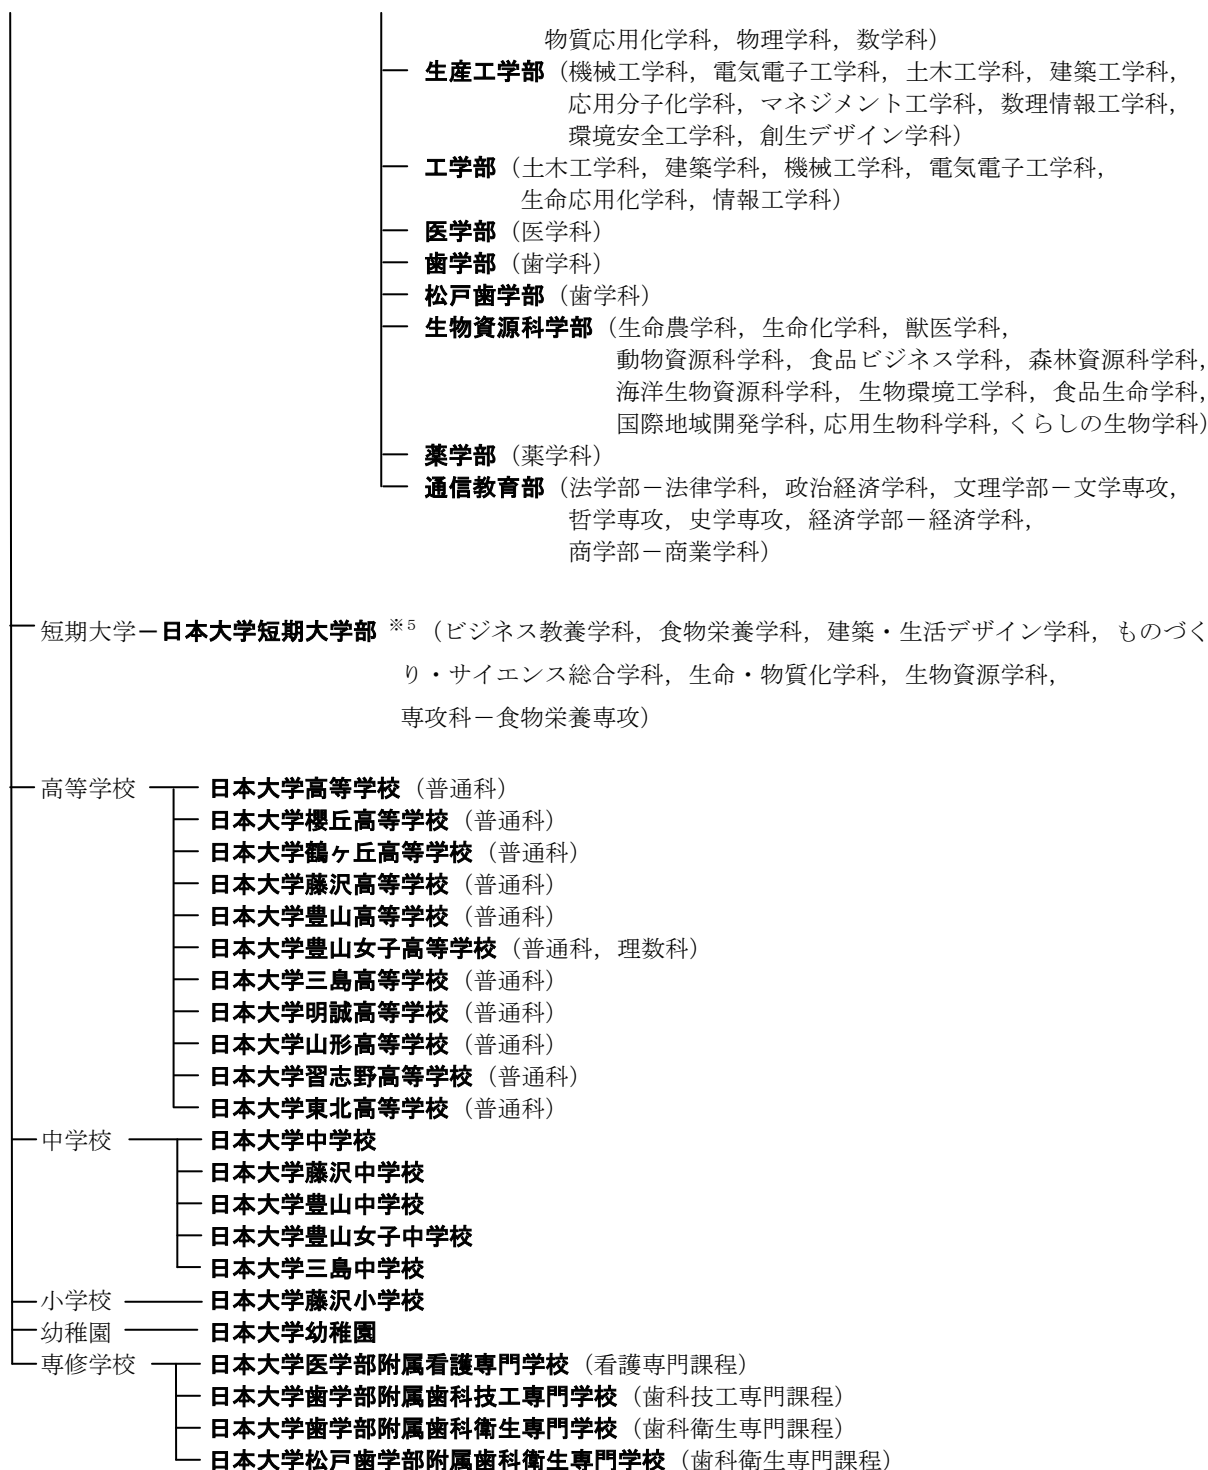 物質応用化学科，物理学科，数学科）
生産工学部（機械工学科，電気電子工学科，土木工学科，建築工学科，
応用分子化学科，マネジメント工学科，数理情報工学科，
環境安全工学科，創生デザイン学科）
工学部（土木工学科，建築学科，機械工学科，電気電子工学科，
生命応用化学科，情報工学科）
医学部（医学科）
歯学部（歯学科）
松戸歯学部（歯学科）
生物資源科学部（生命農学科，生命化学科，獣医学科，
動物資源科学科，食品ビジネス学科，森林資源科学科，
海洋生物資源科学科，生物環境工学科，食品生命学科，
国際地域開発学科，応用生物科学科，くらしの生物学科）
薬学部（薬学科）
通信教育部（法学部－法律学科，政治経済学科，文理学部－文学専攻，
哲学専攻，史学専攻，経済学部－経済学科，
商学部－商業学科）
短期大学－日本大学短期大学部 ※5（ビジネス教養学科，食物栄養学科，建築・生活デザイン学科，ものづく
り・サイエンス総合学科，生命・物質化学科，生物資源学科，
専攻科－食物栄養専攻）
高等学校 日本大学高等学校（普通科）
日本大学櫻丘高等学校（普通科）
日本大学鶴ヶ丘高等学校（普通科）
日本大学藤沢高等学校（普通科）
日本大学豊山高等学校（普通科）
日本大学豊山女子高等学校（普通科，理数科）
日本大学三島高等学校（普通科）
日本大学明誠高等学校（普通科）
日本大学山形高等学校（普通科）
日本大学習志野高等学校（普通科）
日本大学東北高等学校（普通科）
中学校 日本大学中学校
日本大学藤沢中学校
日本大学豊山中学校
日本大学豊山女子中学校
日本大学三島中学校
小学校 日本大学藤沢小学校
幼稚園 日本大学幼稚園
専修学校 日本大学医学部附属看護専門学校（看護専門課程）
日本大学歯学部附属歯科技工専門学校（歯科技工専門課程）
日本大学歯学部附属歯科衛生専門学校（歯科衛生専門課程）
日本大学松戸歯学部附属歯科衛生専門学校（歯科衛生専門課程）